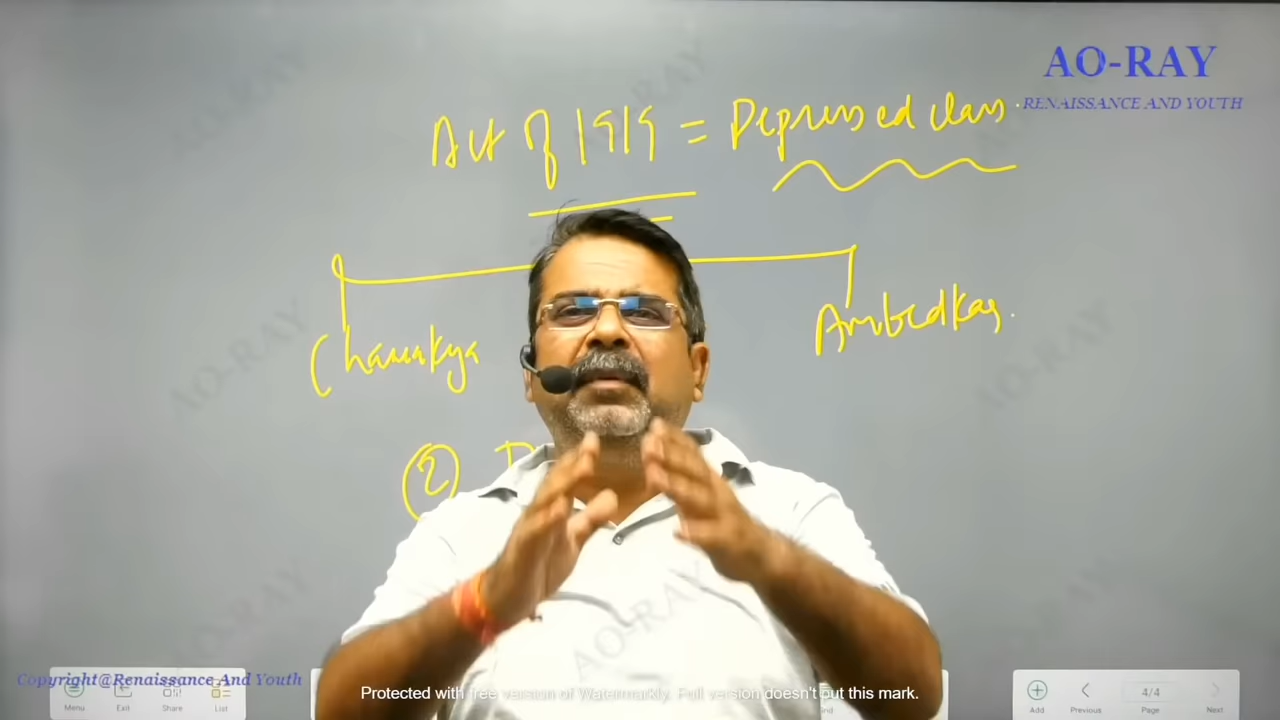 AO-RAY
RENAISSANCE AND YOUTH
Act of 1919 = Depressed class.
Chanakya
Ambedkar.
② D
Copyright@Renaissance And Youth
Menu
Exit
Share
List
Protected with free version of Watermarkly. Full version doesn't put this mark.
Add
Previous
4/4
Page
Next